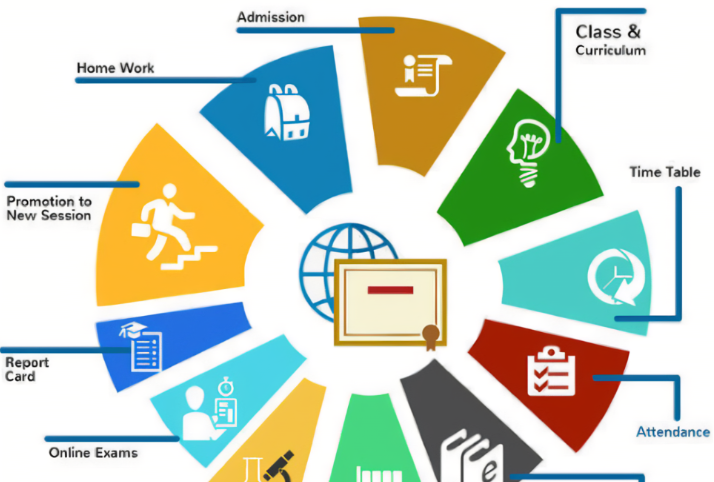 Admission
Class &
Curriculum
Home Work
Time Table
Promotion to
New Session
Report
Card
Attendance
Online Exams
e